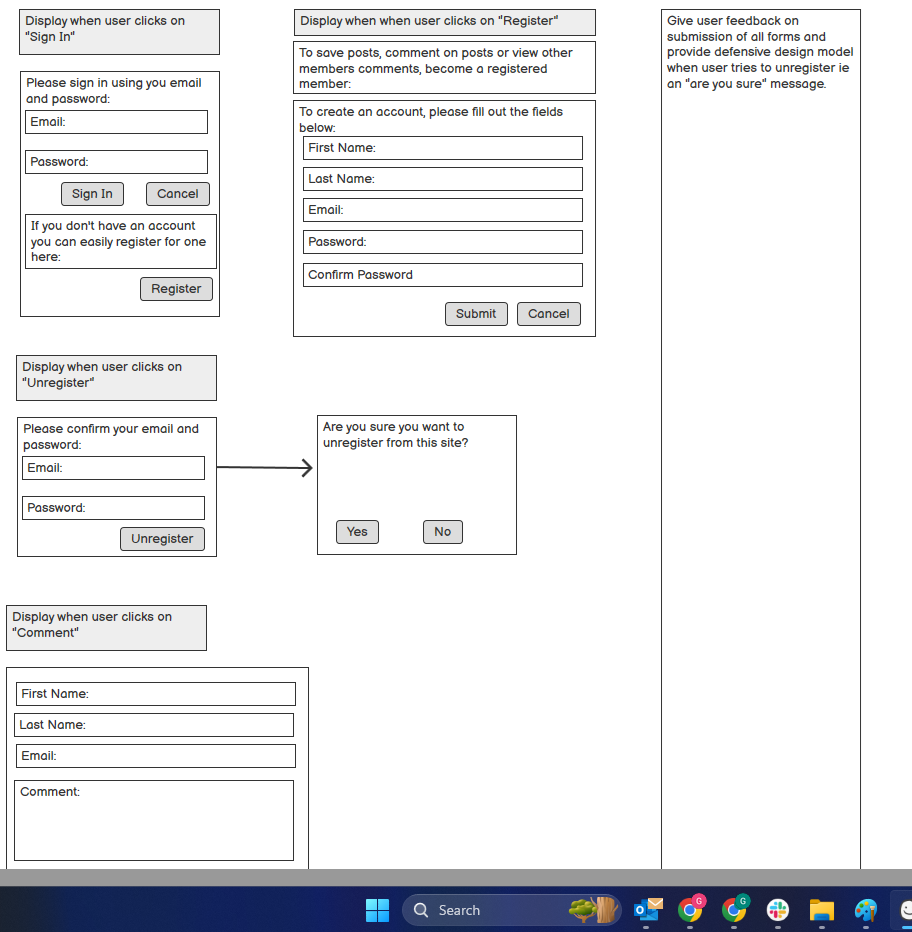 Display when user clicks on
"Sign In"
Please sign in using you email
and password:
Email:
Password:
Sign In
Cancel
If you don't have an account
you can easily register for one
here:
Register
Display when when user clicks on "Register"
To save posts, comment on posts or view other
members comments, become a registered
member:
To create an account, please fill out the fields
below:
First Name:
Last Name:
Email:
Password:
Confirm Password
Submit
Cancel
Give user feedback on
submission of all forms and
provide defensive design model
when user tries to unregister ie
an "are you sure" message.
Display when user clicks on
"Unregister"
Please confirm your email and
password:
Email:
Password:
Unregister
Are you sure you want to
unregister from this site?
Yes
No
Display when user clicks on
"Comment"
First Name:
Last Name:
Email:
Comment:
Search
G
G